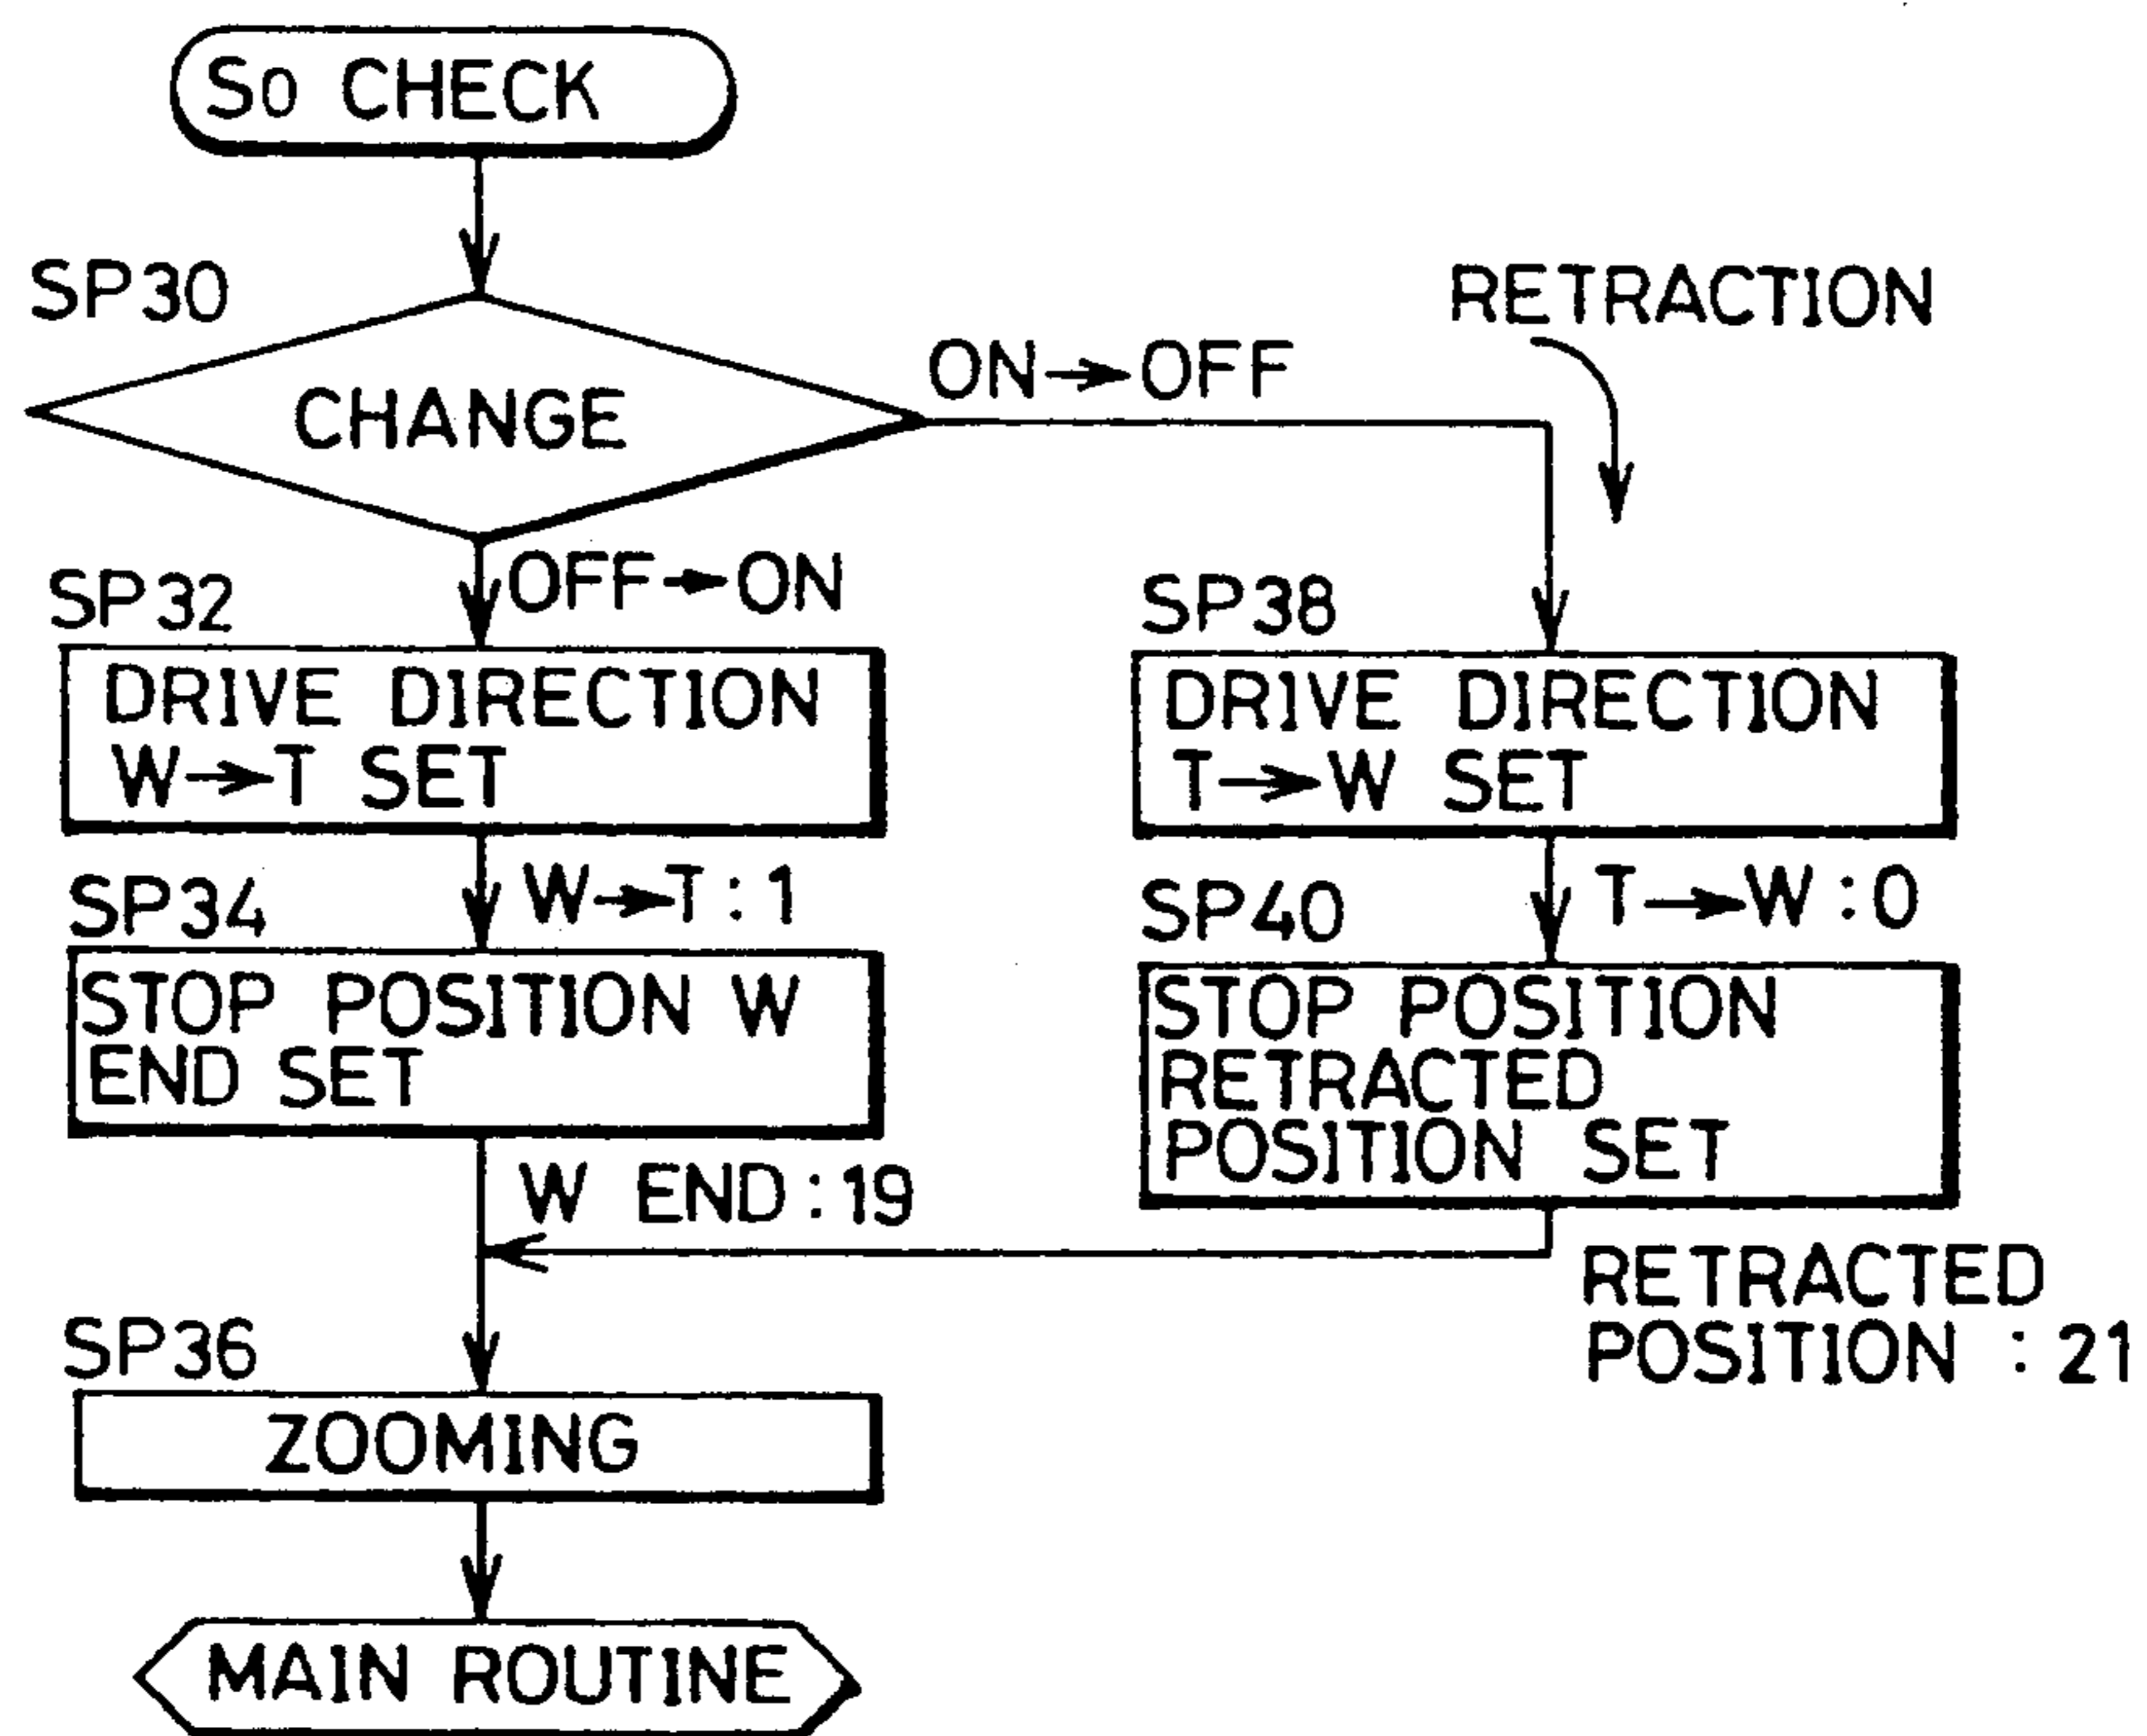 So CHECK
SP30
CHANGE
ON→OFF
RETRACTION
OFF→ON
SP32
DRIVE DIRECTION
W→T SET
W→T:1
SP34
STOP POSITION W
END SET
W END:19
SP38
DRIVE DIRECTION
T→W SET
T→W:0
SP40
STOP POSITION
RETRACTED
POSITION SET
RETRACTED
POSITION :21
SP36
ZOOMING
MAIN ROUTINE